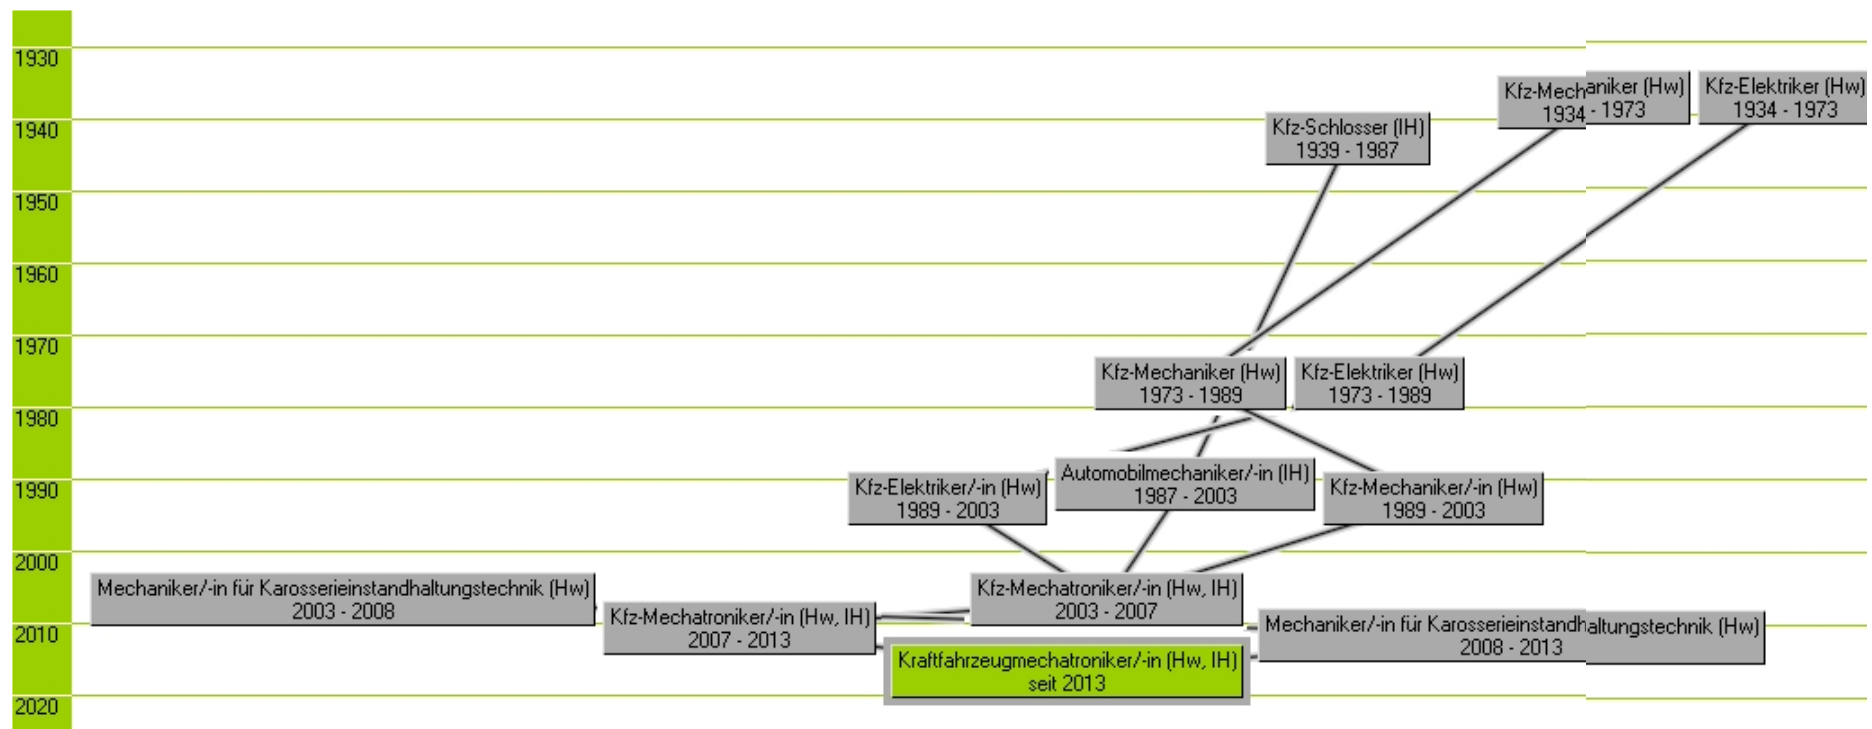 1930
Kfz-Mechaniker (Hw)
1934 - 1973
Kfz-Elektriker (Hw)
1934 - 1973
1940
Kfz-Schlosser (IH)
1939 - 1987
1950
1960
1970
Kfz-Mechaniker (Hw)
1973 - 1989
Kfz-Elektriker (Hw)
1973 - 1989
1980
1990
Kfz-Elektriker/-in (Hw)
1989 - 2003
Automobilmechaniker/-in (IH)
1987 - 2003
Kfz-Mechaniker/-in (Hw)
1989 - 2003
2000
Mechaniker/-in für Karosserieinstandhaltungstechnik (Hw)
2003 - 2008
Kfz-Mechatroniker/-in (Hw, IH)
2007 - 2013
Kfz-Mechatroniker/-in (Hw, IH)
2003 - 2007
2010
Mechaniker/-in für Karosserieinstandhaltungstechnik (Hw)
2008 - 2013
Kraftfahrzeugmechatroniker/-in (Hw, IH)
seit 2013
2020